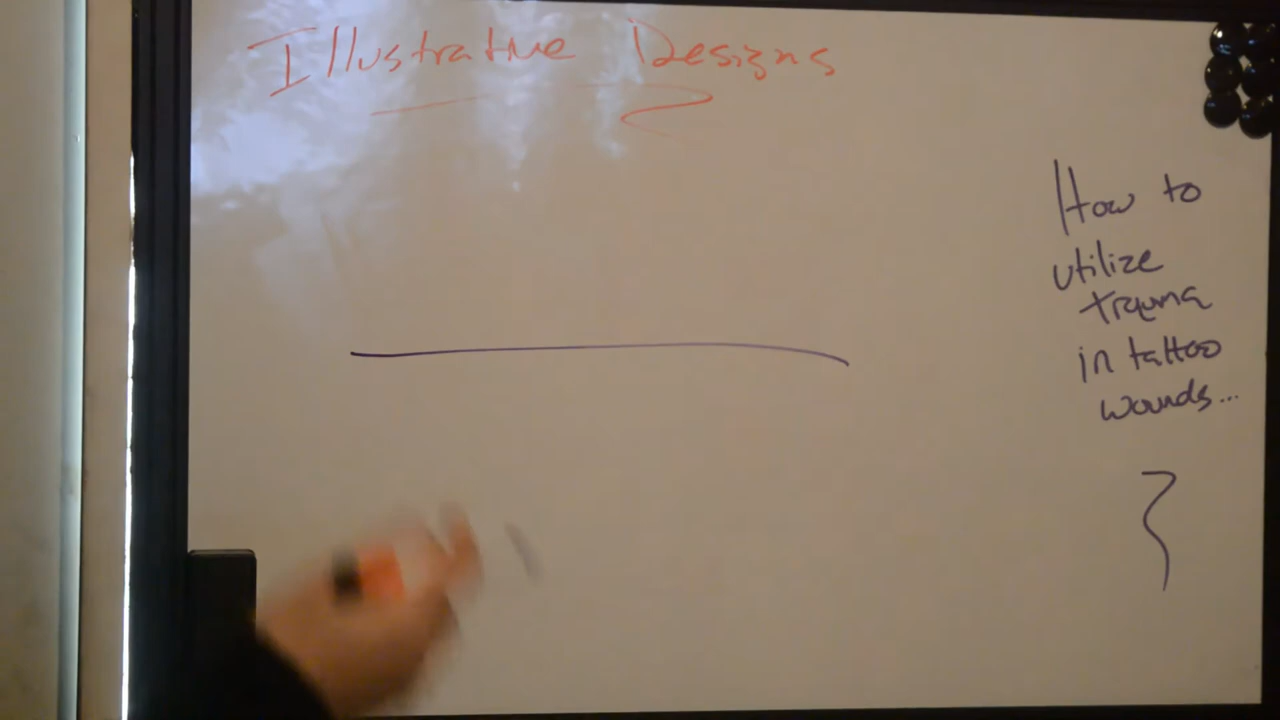 Illustrative Designs
How to
utilize
trauma
in tattoo
wounds...